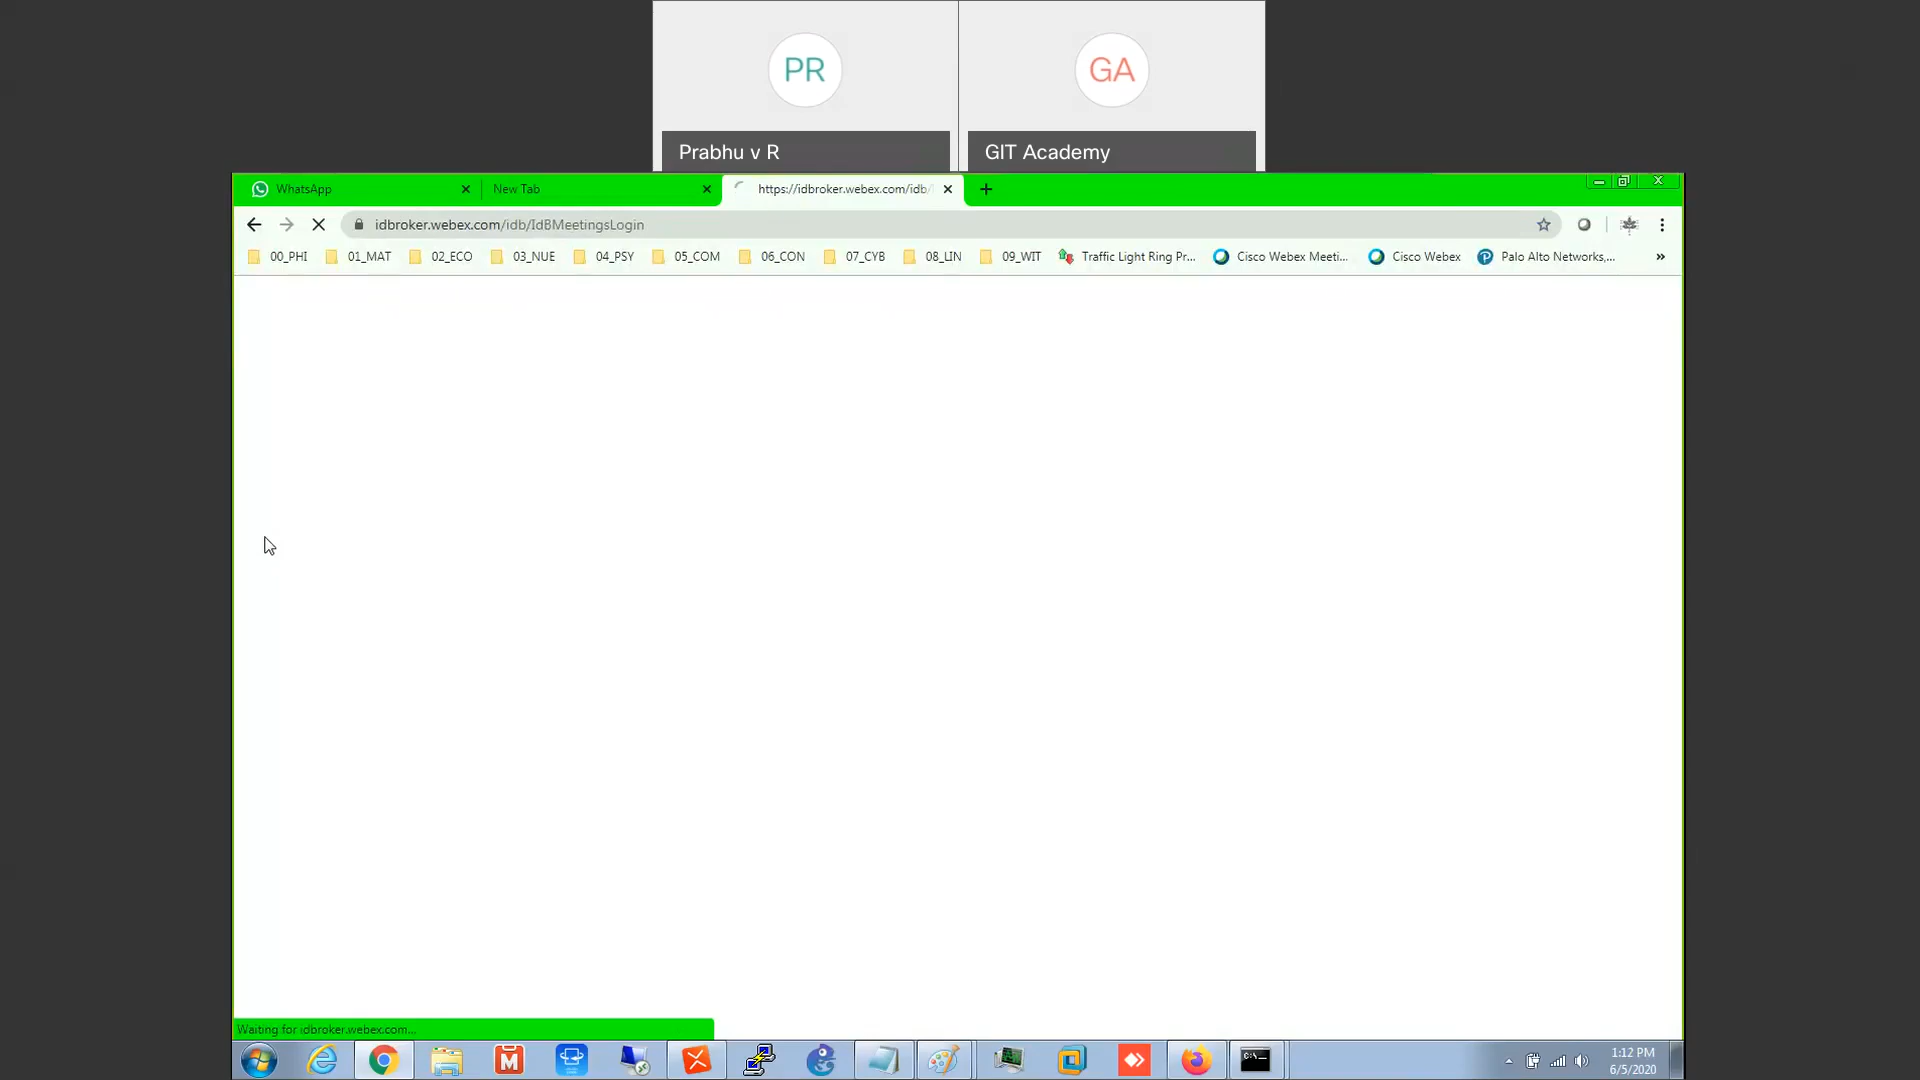 PR
GA
Prabhu v R
GIT Academy
WhatsApp
New Tab
https://idbroker.webex.com/idb/
idbroker.webex.com/idb/IdBMeetingsLogin
00_PHI 01_MAT 02_ECO 03_NUE 04_PSY 05_COM 06_CON 07_CYB 08_LIN 09_WIT Traffic Light Ring Pr... Cisco Webex Meeti... Cisco Webex Palo Alto Networks,... »
Waiting for idbroker.webex.com...
M
C:\
1:12 PM
6/5/2020